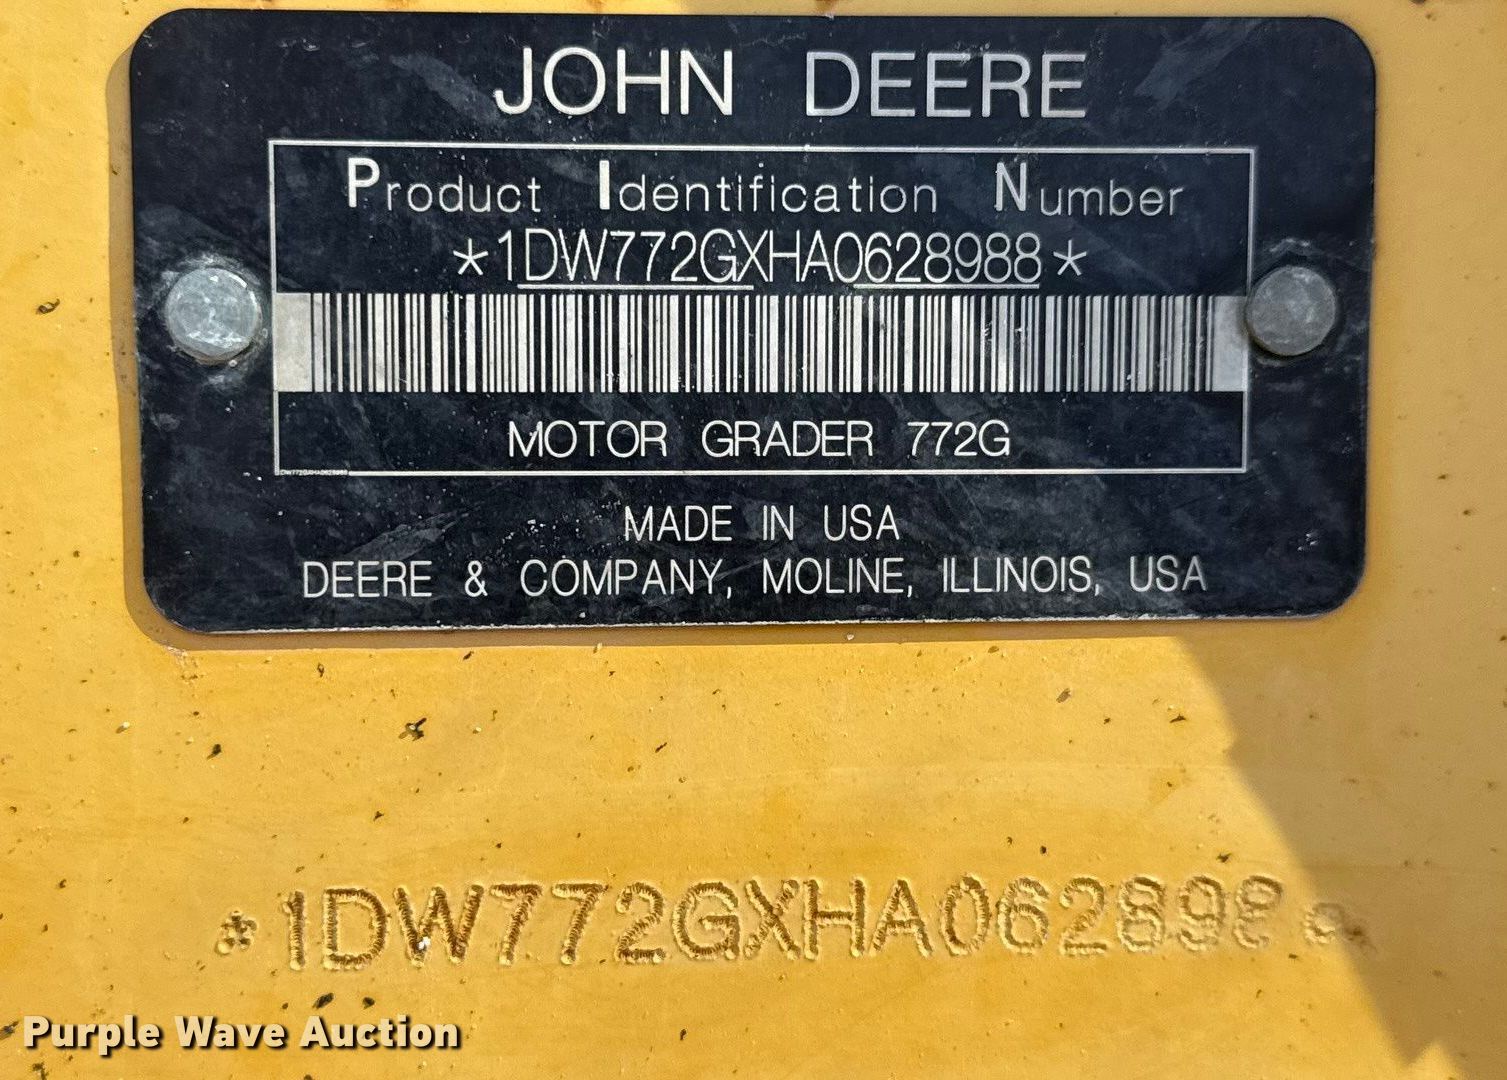 JOHN DEERE
Product Identification Number
*1DW772GXHA0628988*
MOTOR GRADER 772G
1DW772GXHA0628988
MADE IN USA
DEERE & COMPANY, MOLINE, ILLINOIS, USA
*1DW772GXHA0628988*
Purple Wave Auction